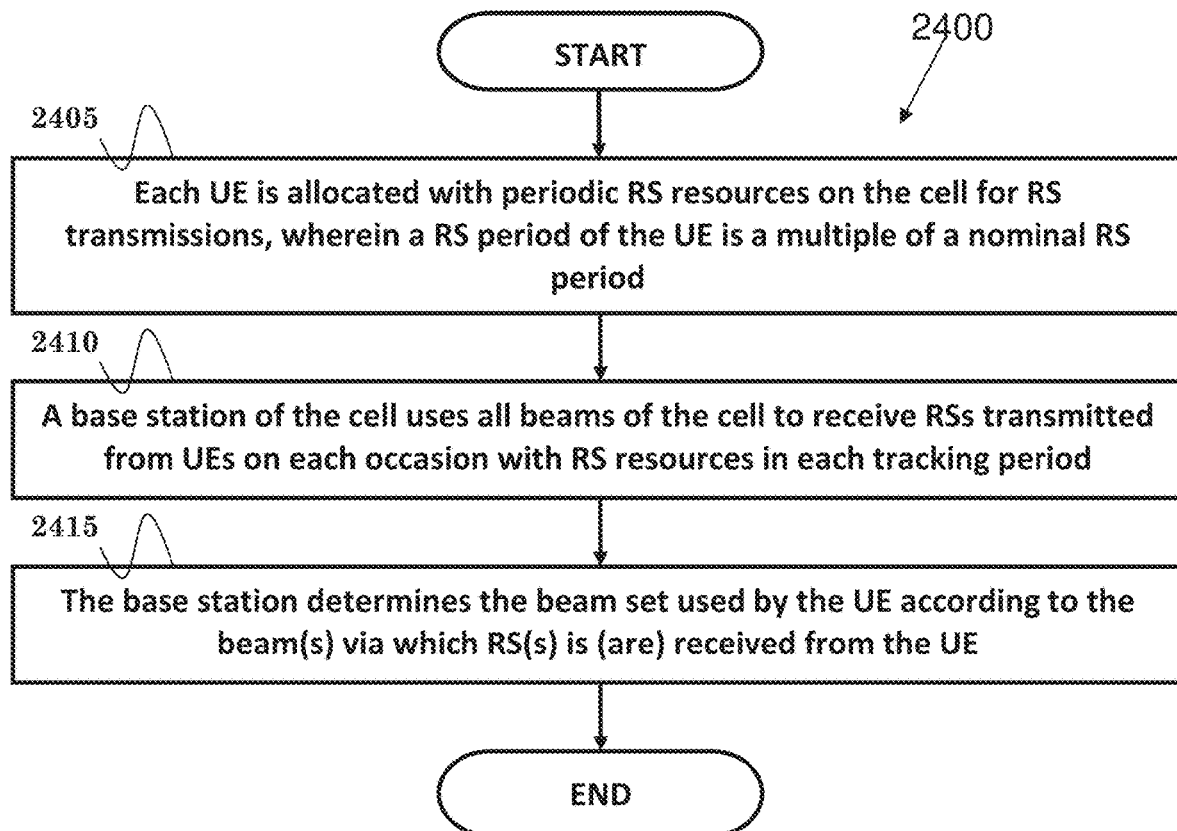 2400
START
2405
Each UE is allocated with periodic RS resources on the cell for RS
transmissions, wherein a RS period of the UE is a multiple of a nominal RS
period
2410
A base station of the cell uses all beams of the cell to receive RSs transmitted
from UEs on each occasion with RS resources in each tracking period
2415
The base station determines the beam set used by the UE according to the
beam(s) via which RS(s) is (are) received from the UE
END